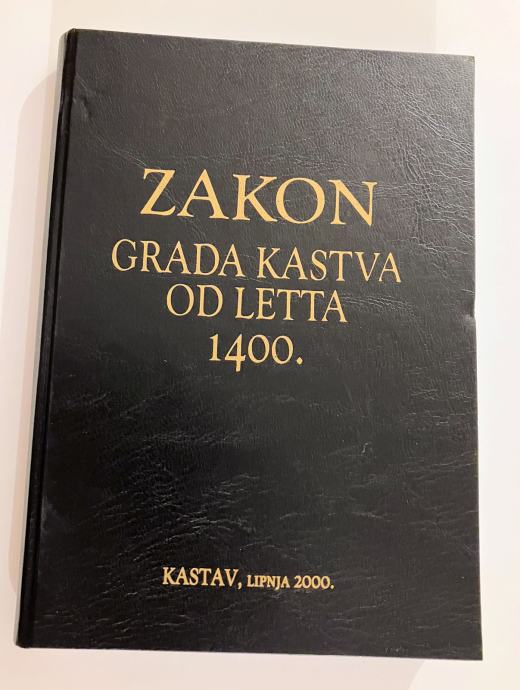 ZAKON
GRADA KASTVA
OD LETTA
1400.
KASTAV, LIPNJA 2000.